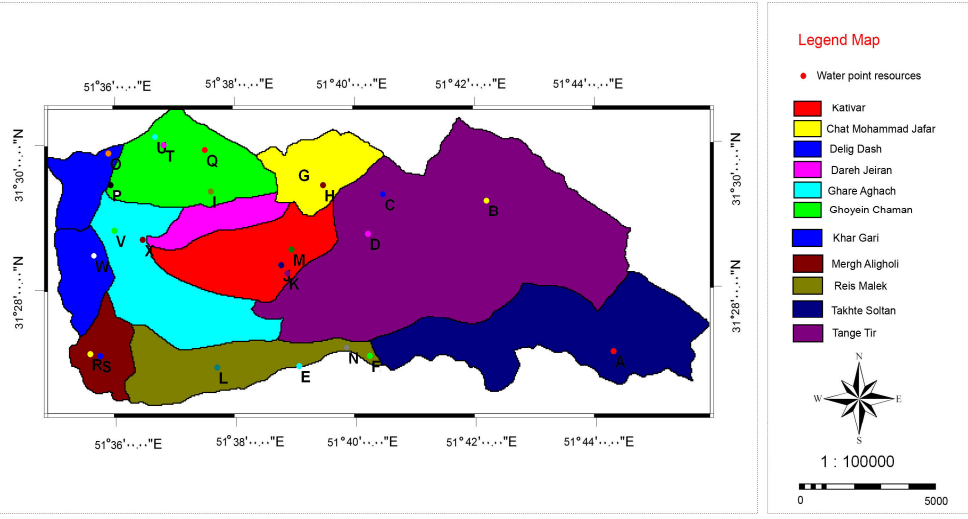 Legend Map
Water point resources
Kativar
Chat Mohammad Jafar
Delig Dash
Dareh Jeiran
Ghare Aghach
Ghoyein Chaman
Khar Gari
Mergh Aligholi
Reis Malek
Takhte Soltan
Tange Tir
N
W E
S
1 : 100000
0 5000
51°36'..,.."E 51°38'..,.."E 51°40'..,.."E 51°42'..,.."E 51°44'..,.."E
31°30'..,.."N 31°30'..,.."N
31°28'..,.."N 31°28'..,.."N
U T Q
O
G
P I H
C B
V X D
W M
K
R S L E N F A
51°36'..,.."E 51°38'..,.."E 51°40'..,.."E 51°42'..,.."E 51°44'..,.."E